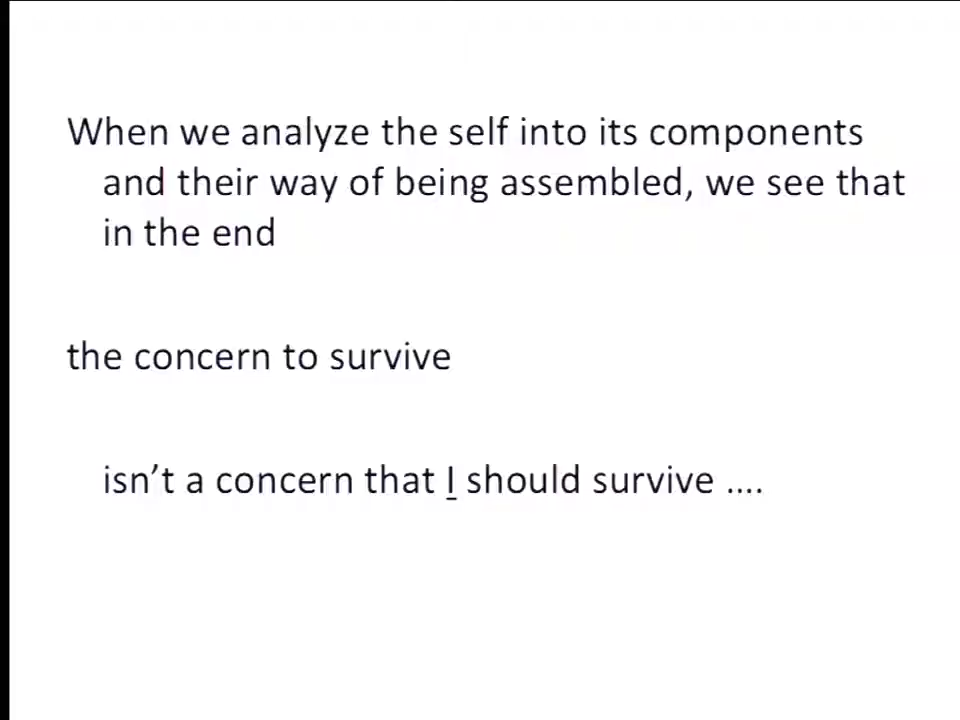 When we analyze the self into its components
and their way of being assembled, we see that
in the end
the concern to survive
isn’t a concern that I should survive ....